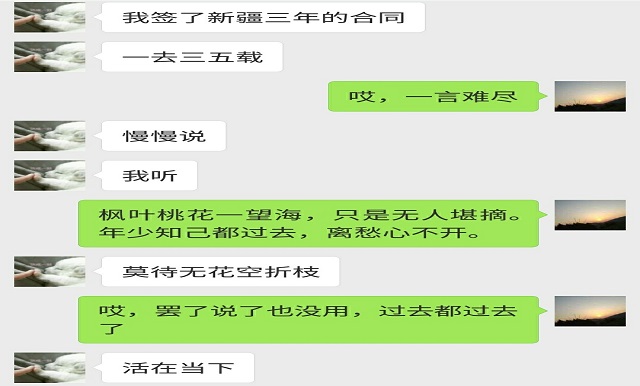 我签了新疆三年的合同
一去三五载
哎，一言难尽
慢慢说
我听
枫叶桃花一望海，只是无人堪摘。
年少知己都过去，离愁心不开。
莫待无花空折枝
哎，罢了说了也没用，过去都过去
了
活在当下